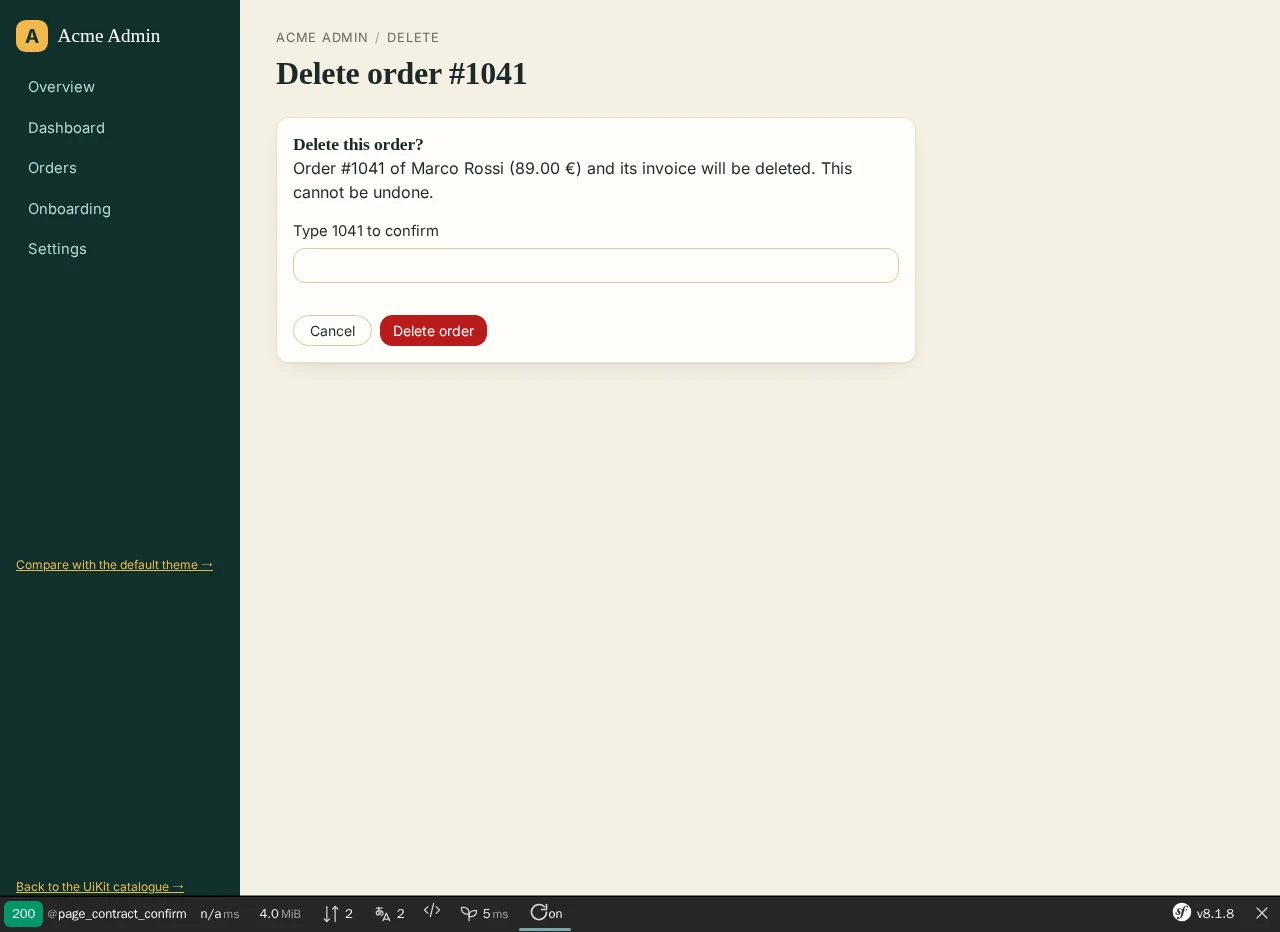 A Acme Admin
Overview
Dashboard
Orders
Onboarding
Settings
Compare with the default theme →
Back to the UiKit catalogue →
ACME ADMIN / DELETE
Delete order #1041
Delete this order?
Order #1041 of Marco Rossi (89.00 €) and its invoice will be deleted. This
cannot be undone.
Type 1041 to confirm
Cancel Delete order
200 @page_contract_confirm n/a ms 4.0 MiB 2 2 5 ms on sf v8.1.8